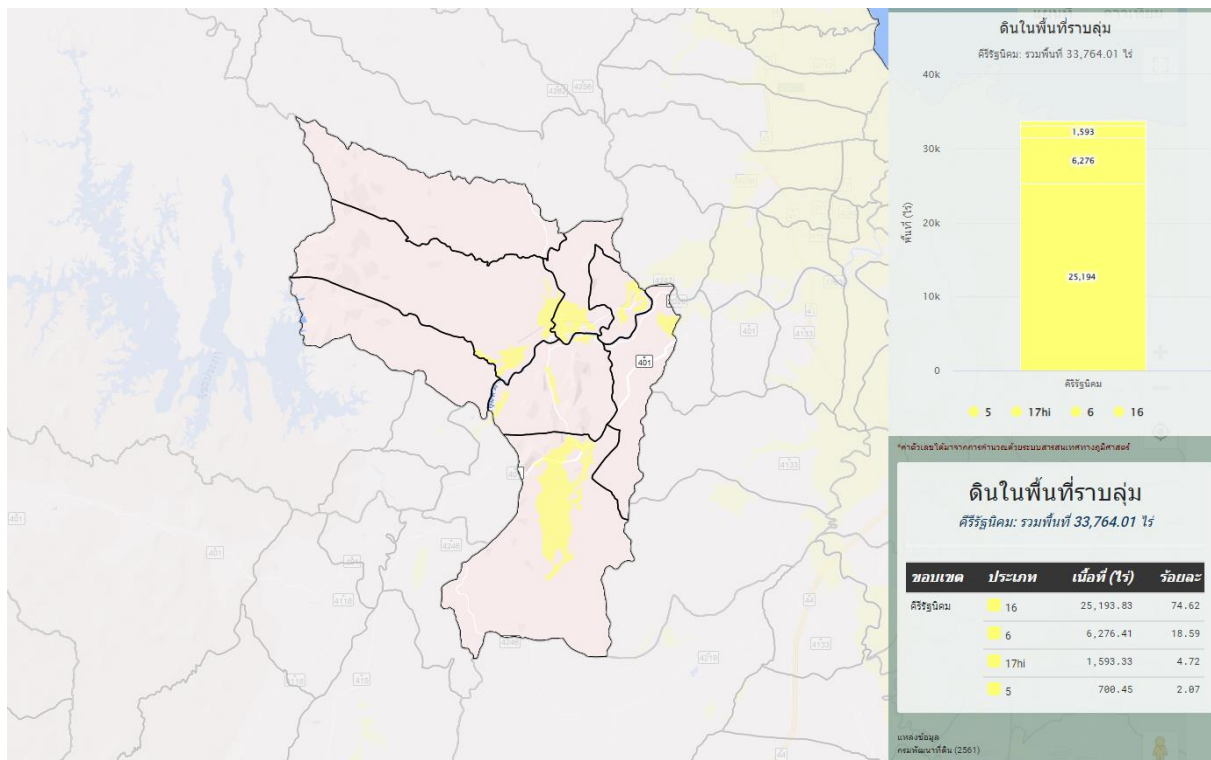 ดินในพื้นที่ราบลุ่ม
คีรีรัฐนิคม: รวมพื้นที่ 33,764.01 ไร่
40k
30k
20k
10k
0
พื้นที่ (ไร่)
1,593
6,276
25,194
คีรีรัฐนิคม
5 17hi 6 16
*ค่าตัวเลขได้มาจากการคำนวณด้วยระบบสารสนเทศทางภูมิศาสตร์
ดินในพื้นที่ราบลุ่ม
คีรีรัฐนิคม: รวมพื้นที่ 33,764.01 ไร่
ขอบเขต ประเภท เนื้อที่ (ไร่) ร้อยละ
คีรีรัฐนิคม 16 25,193.83 74.62
6 6,276.41 18.59
17hi 1,593.33 4.72
5 700.45 2.07
แหล่งข้อมูล
กรมพัฒนาที่ดิน (2561)
401
4133
401
4133
4246
401
401
44
4133
4219
415
44